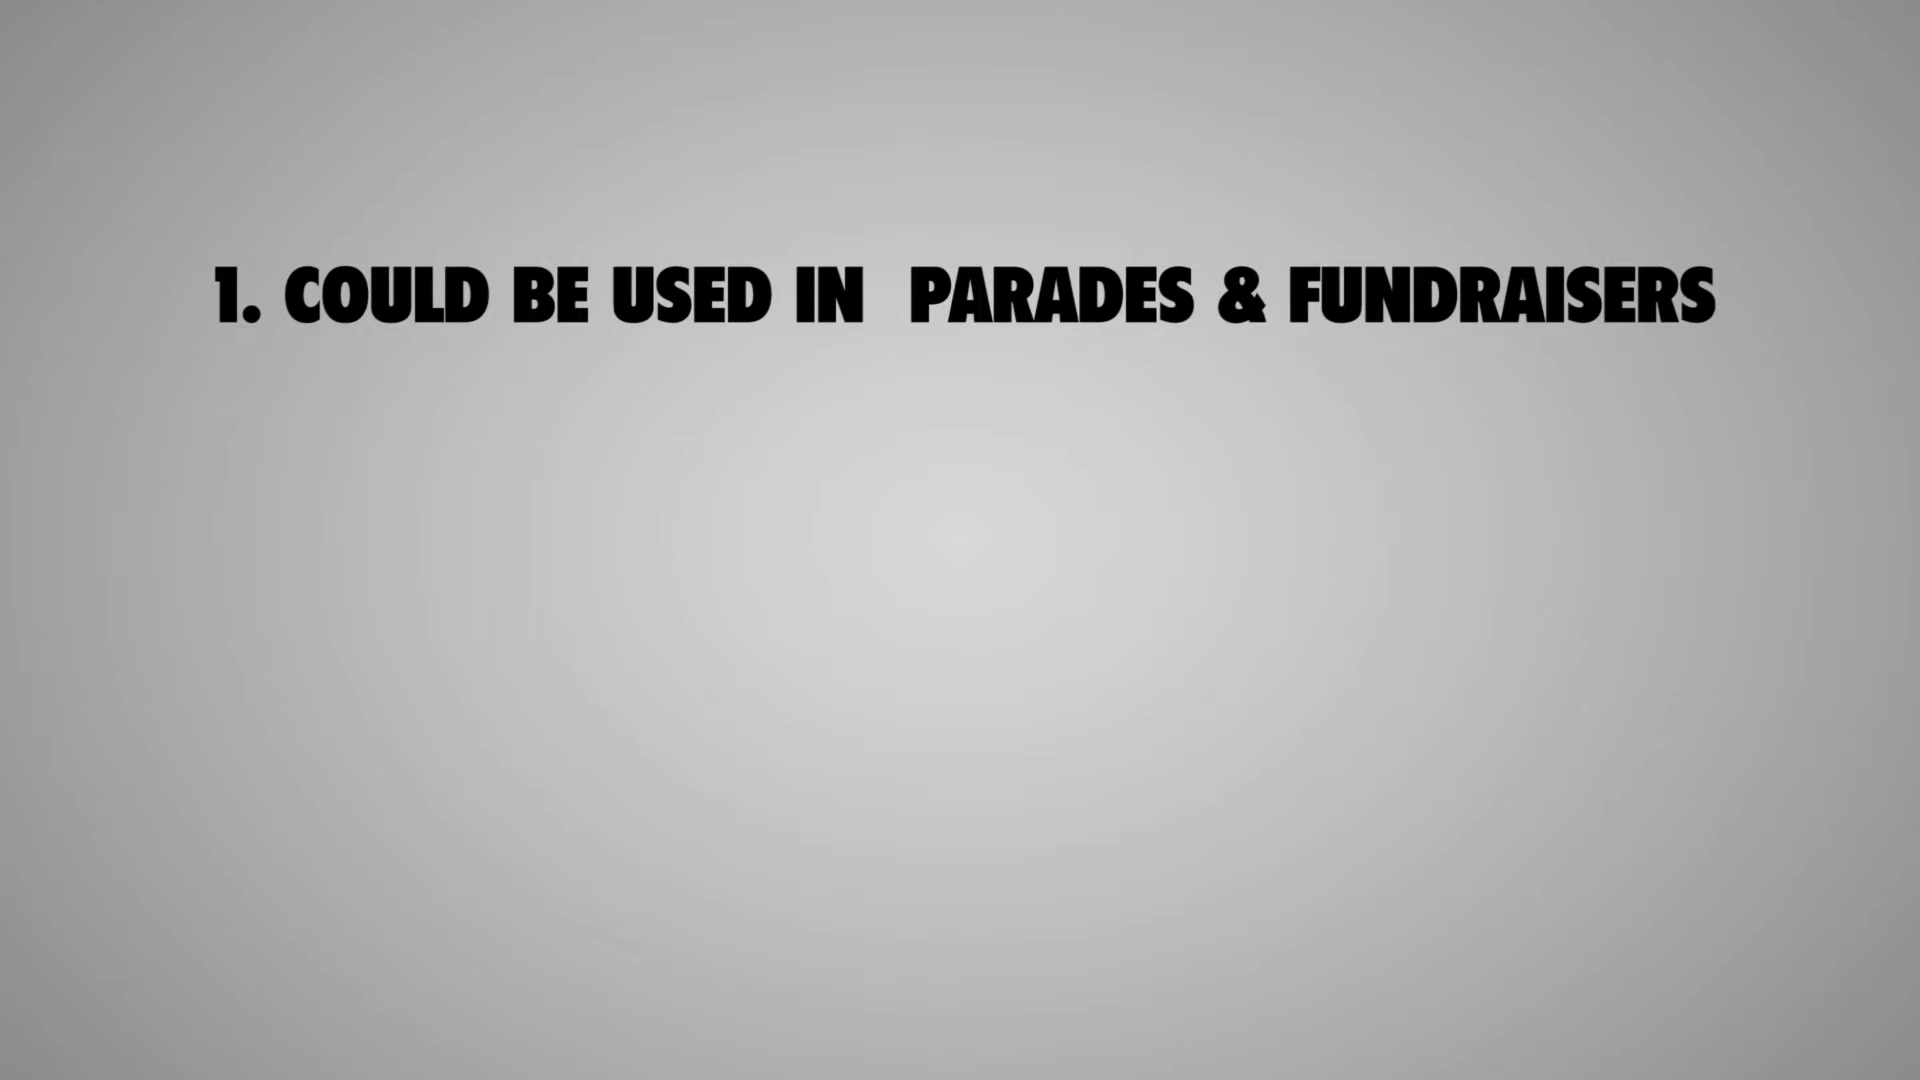 1. COULD BE USED IN  PARADES & FUNDRAISERS